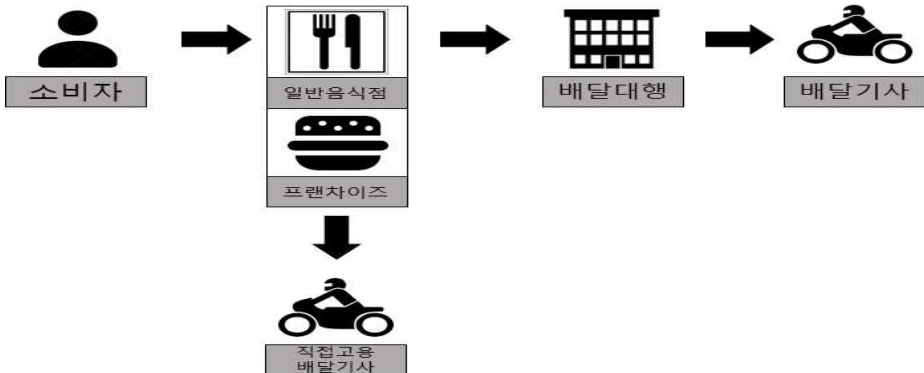 소비자
일반음식점
배달대행
배달기사
프랜차이즈
직접고용
배달기사